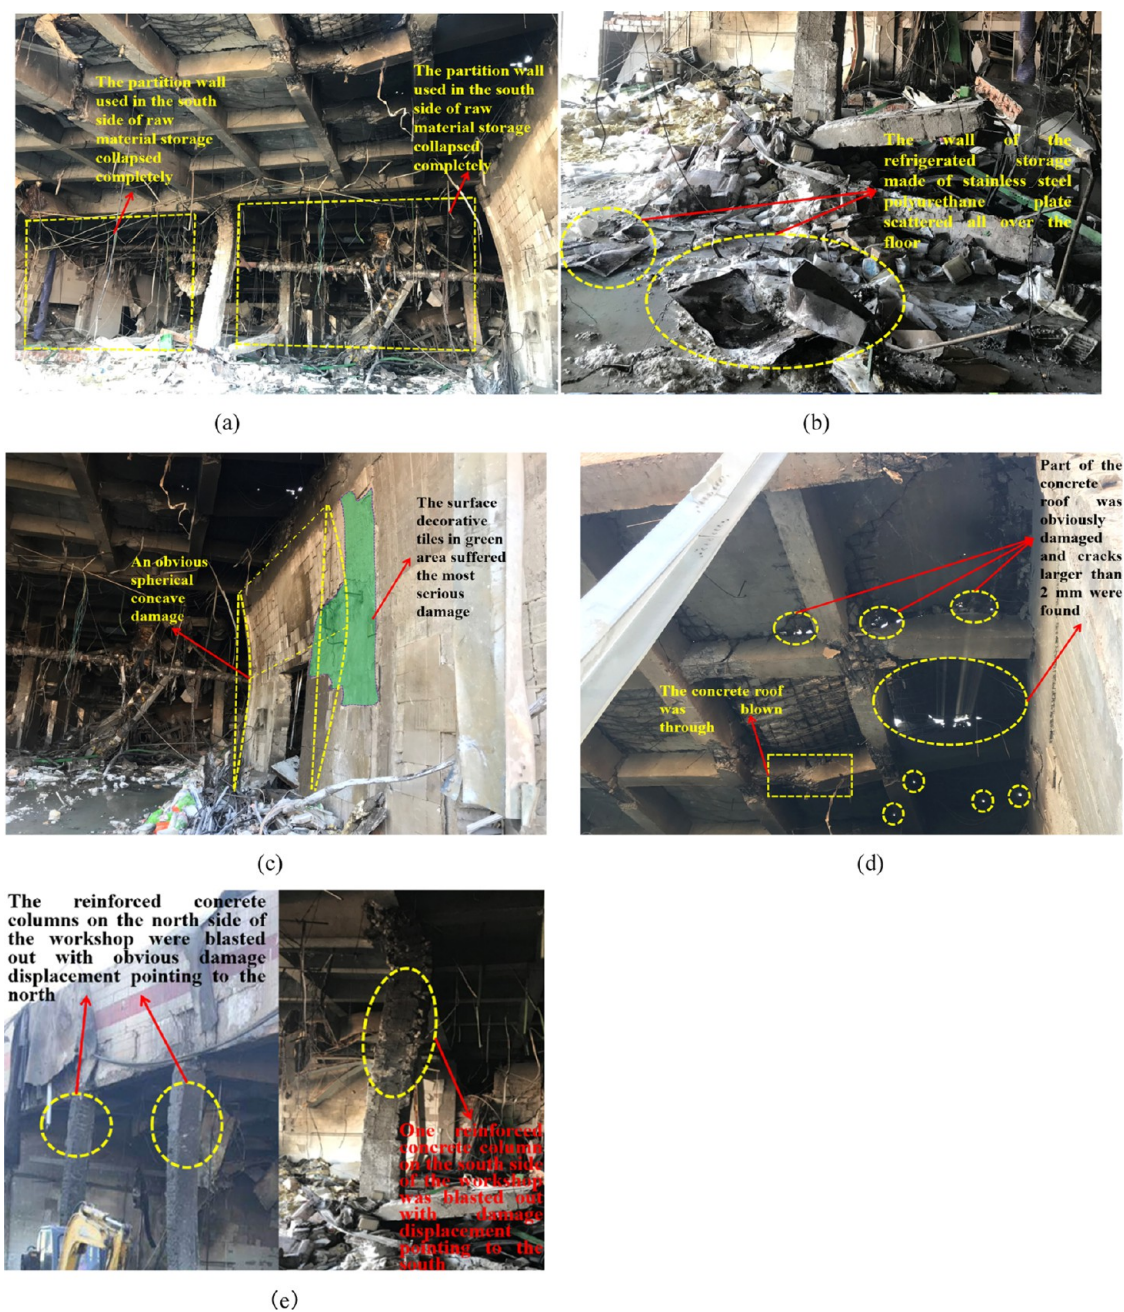 The partition wall
used in the south
side of raw
material storage
collapsed
completely
The partition wall
used in the south
side of raw
material storage
collapsed
completely
(a)
The wall of the
refrigerated storage
made of stainless steel
polyurethane plate
scattered all over the
floor
(b)
An obvious
spherical
concave
damage
The surface
decorative
tiles in green
area suffered
the most
serious
damage
(c)
Part of the
concrete
roof was
obviously
damaged
and cracks
larger than
2 mm were
found
The concrete roof
was blown
through
(d)
The reinforced concrete
columns on the north side of
the workshop were blasted
out with obvious damage
displacement pointing to the
north
One reinforced
concrete column
on the south side
of the workshop
was blasted out
with damage
displacement
pointing to the
south
(e)